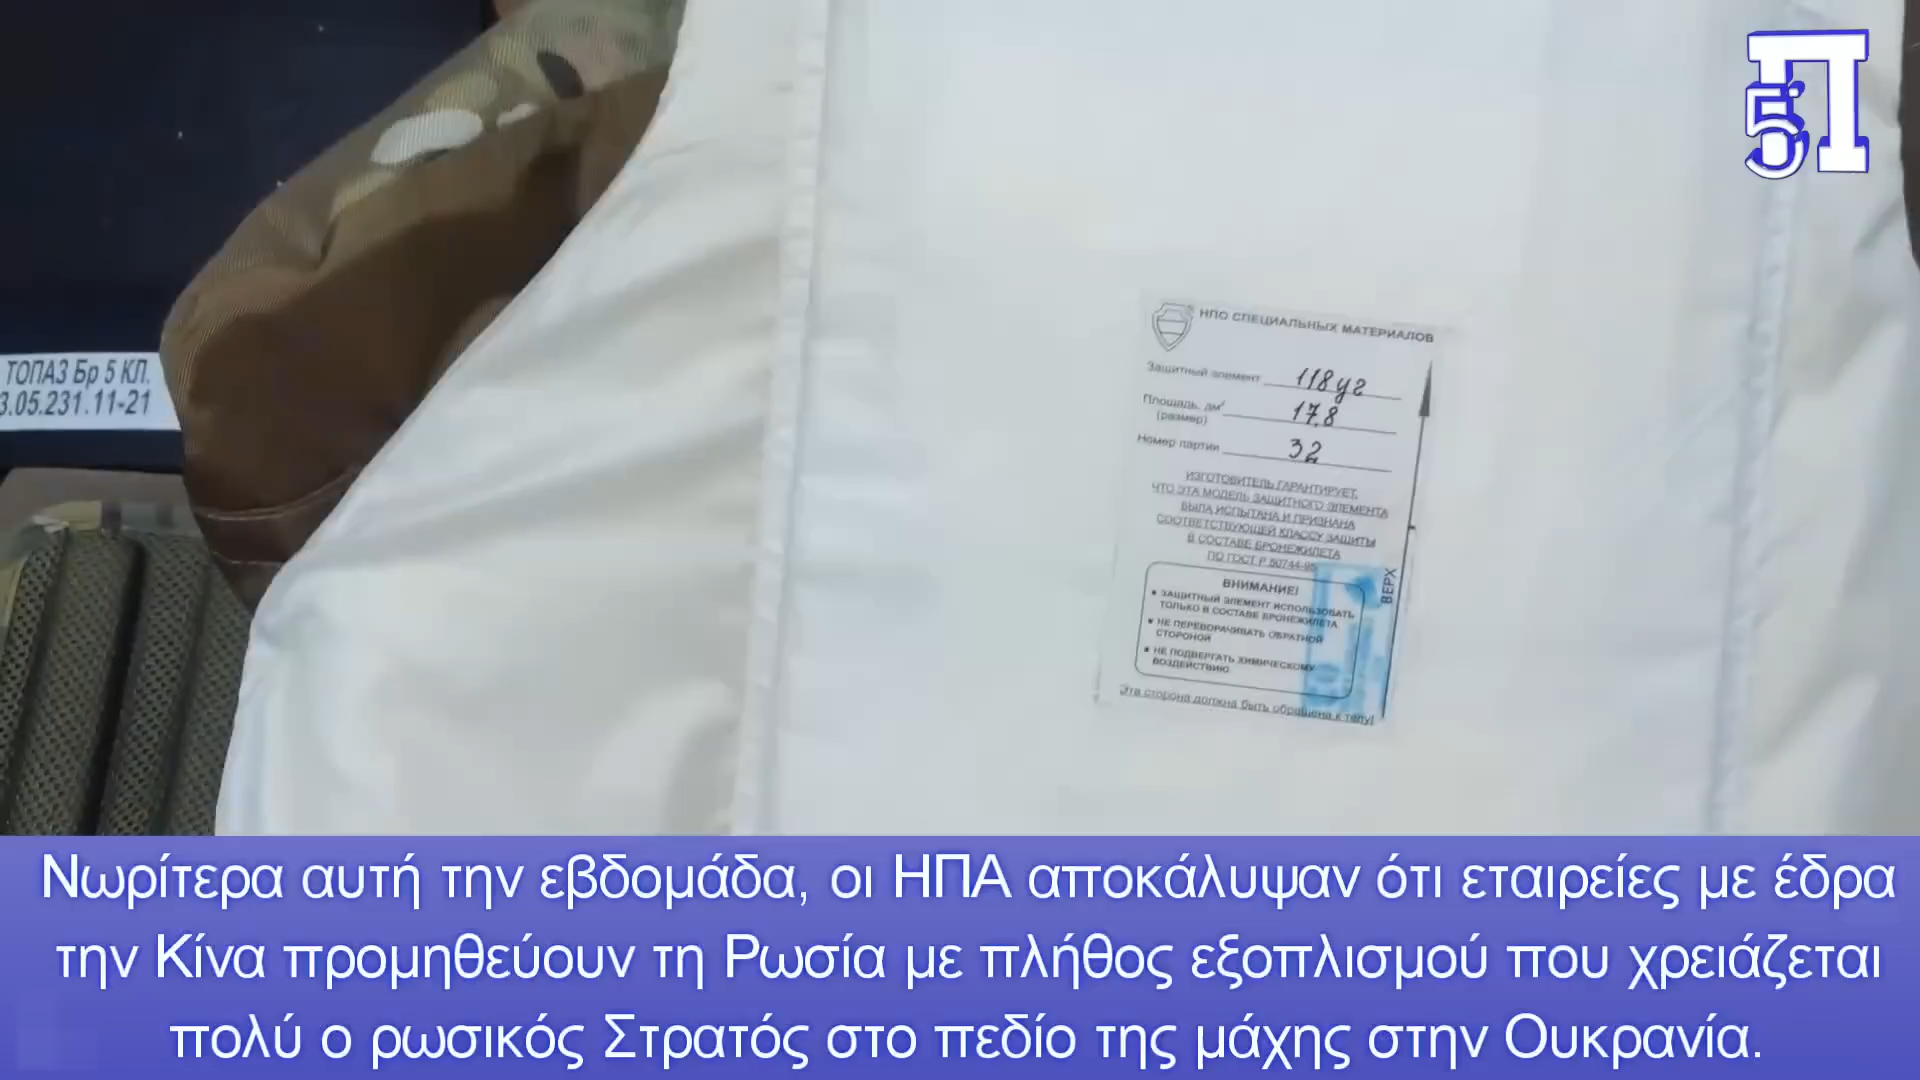 5'Π
ТОПАЗ Бр 5 КЛ.
3.05.231.11-21
НПО СПЕЦИАЛЬНЫХ МАТЕРИАЛОВ
Защитный элемент 118уг
Площадь, дм² 17,8
(размер)
Номер партии 32
ИЗГОТОВИТЕЛЬ ГАРАНТИРУЕТ,
ЧТО ЭТА МОДЕЛЬ ЗАЩИТНОГО ЭЛЕМЕНТА
БЫЛА ИСПЫТАНА И ПРИЗНАНА
СООТВЕТСТВУЮЩЕЙ КЛАССУ ЗАЩИТЫ
В СОСТАВЕ БРОНЕЖИЛЕТА
ПО ГОСТ Р 50744-95
ВЕРХ
ВНИМАНИЕ!
• ЗАЩИТНЫЙ ЭЛЕМЕНТ ИСПОЛЬЗОВАТЬ
ТОЛЬКО В СОСТАВЕ БРОНЕЖИЛЕТА
• НЕ ПЕРЕВОРАЧИВАТЬ ОБРАТНОЙ
СТОРОНОЙ
• НЕ ПОДВЕРГАТЬ ХИМИЧЕСКОМУ
ВОЗДЕЙСТВИЮ
Эта сторона должна быть обращена к телу!
Νωρίτερα αυτή την εβδομάδα, οι ΗΠΑ αποκάλυψαν ότι εταιρείες με έδρα
την Κίνα προμηθεύουν τη Ρωσία με πλήθος εξοπλισμού που χρειάζεται
πολύ ο ρωσικός Στρατός στο πεδίο της μάχης στην Ουκρανία.